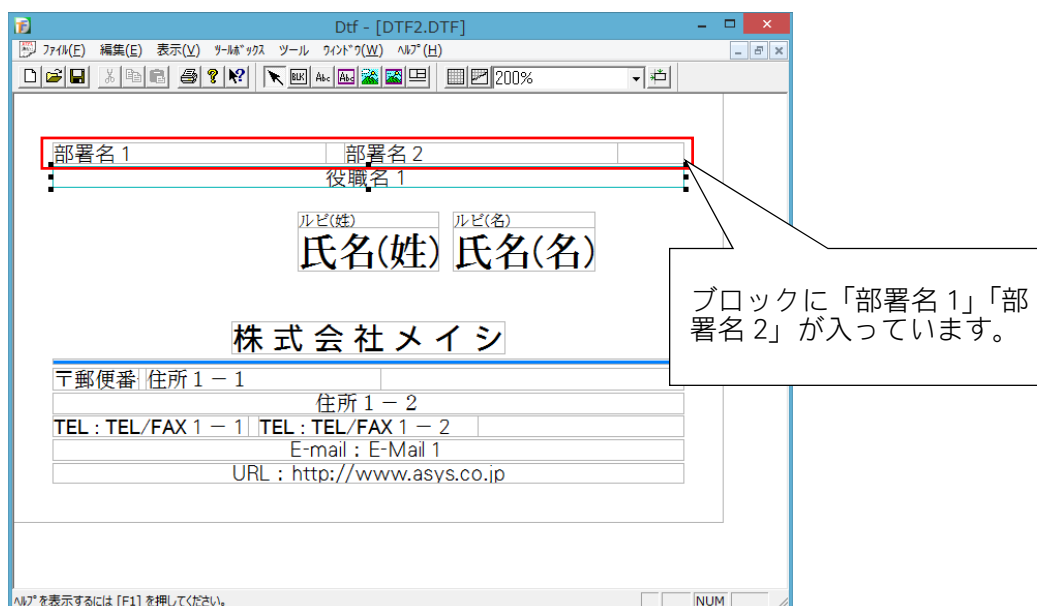 Dtf - [DTF2.DTF]
ﾌｧｲﾙ(F) 編集(E) 表示(V) ﾂｰﾙﾎﾞｯｸｽ ツール ｳｨﾝﾄﾞｳ(W) ﾍﾙﾌﾟ(H)
BLK Abc Abc 200%
部署名 1 部署名 2
役職名 1
ルビ(姓) ルビ(名)
氏名(姓) 氏名(名)
ブロックに「部署名 1」「部
署名 2」が入っています。
株 式 会 社 メ イ シ
〒郵便番 住所１－１
住所１－２
TEL : TEL/FAX１－１ TEL : TEL/FAX１－２
E-mail : E-Mail 1
URL : http://www.asys.co.jp
ﾍﾙﾌﾟを表示するには [F1] を押してください。 NUM